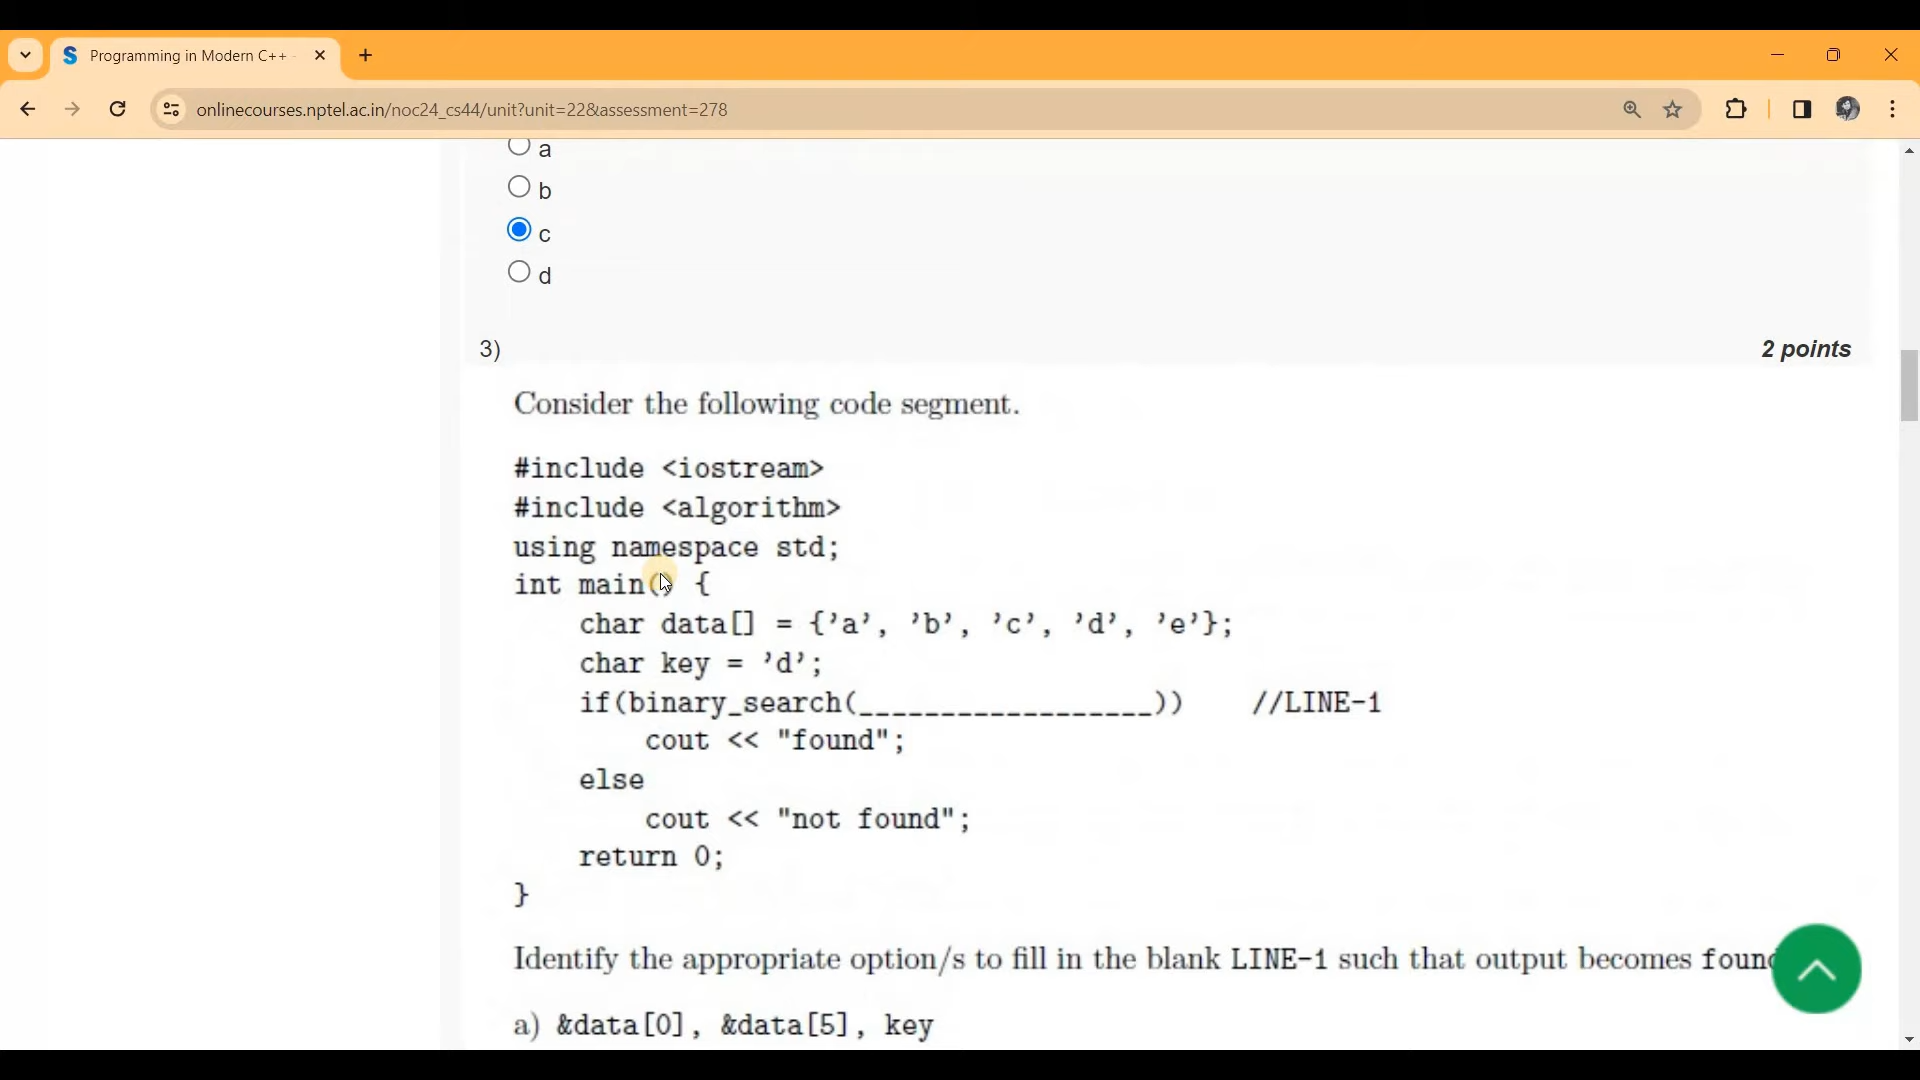 Programming in Modern C++ -
onlinecourses.nptel.ac.in/noc24_cs44/unit?unit=22&assessment=278
a
b
c
d
3)
2 points
Consider the following code segment.
#include <iostream>
#include <algorithm>
using namespace std;
int main() {
char data[] = {’a’, ’b’, ’c’, ’d’, ’e’};
char key = ’d’;
if(binary_search(__________________)) //LINE-1
cout << "found";
else
cout << "not found";
return 0;
}
Identify the appropriate option/s to fill in the blank LINE-1 such that output becomes found
a) &data[0], &data[5], key